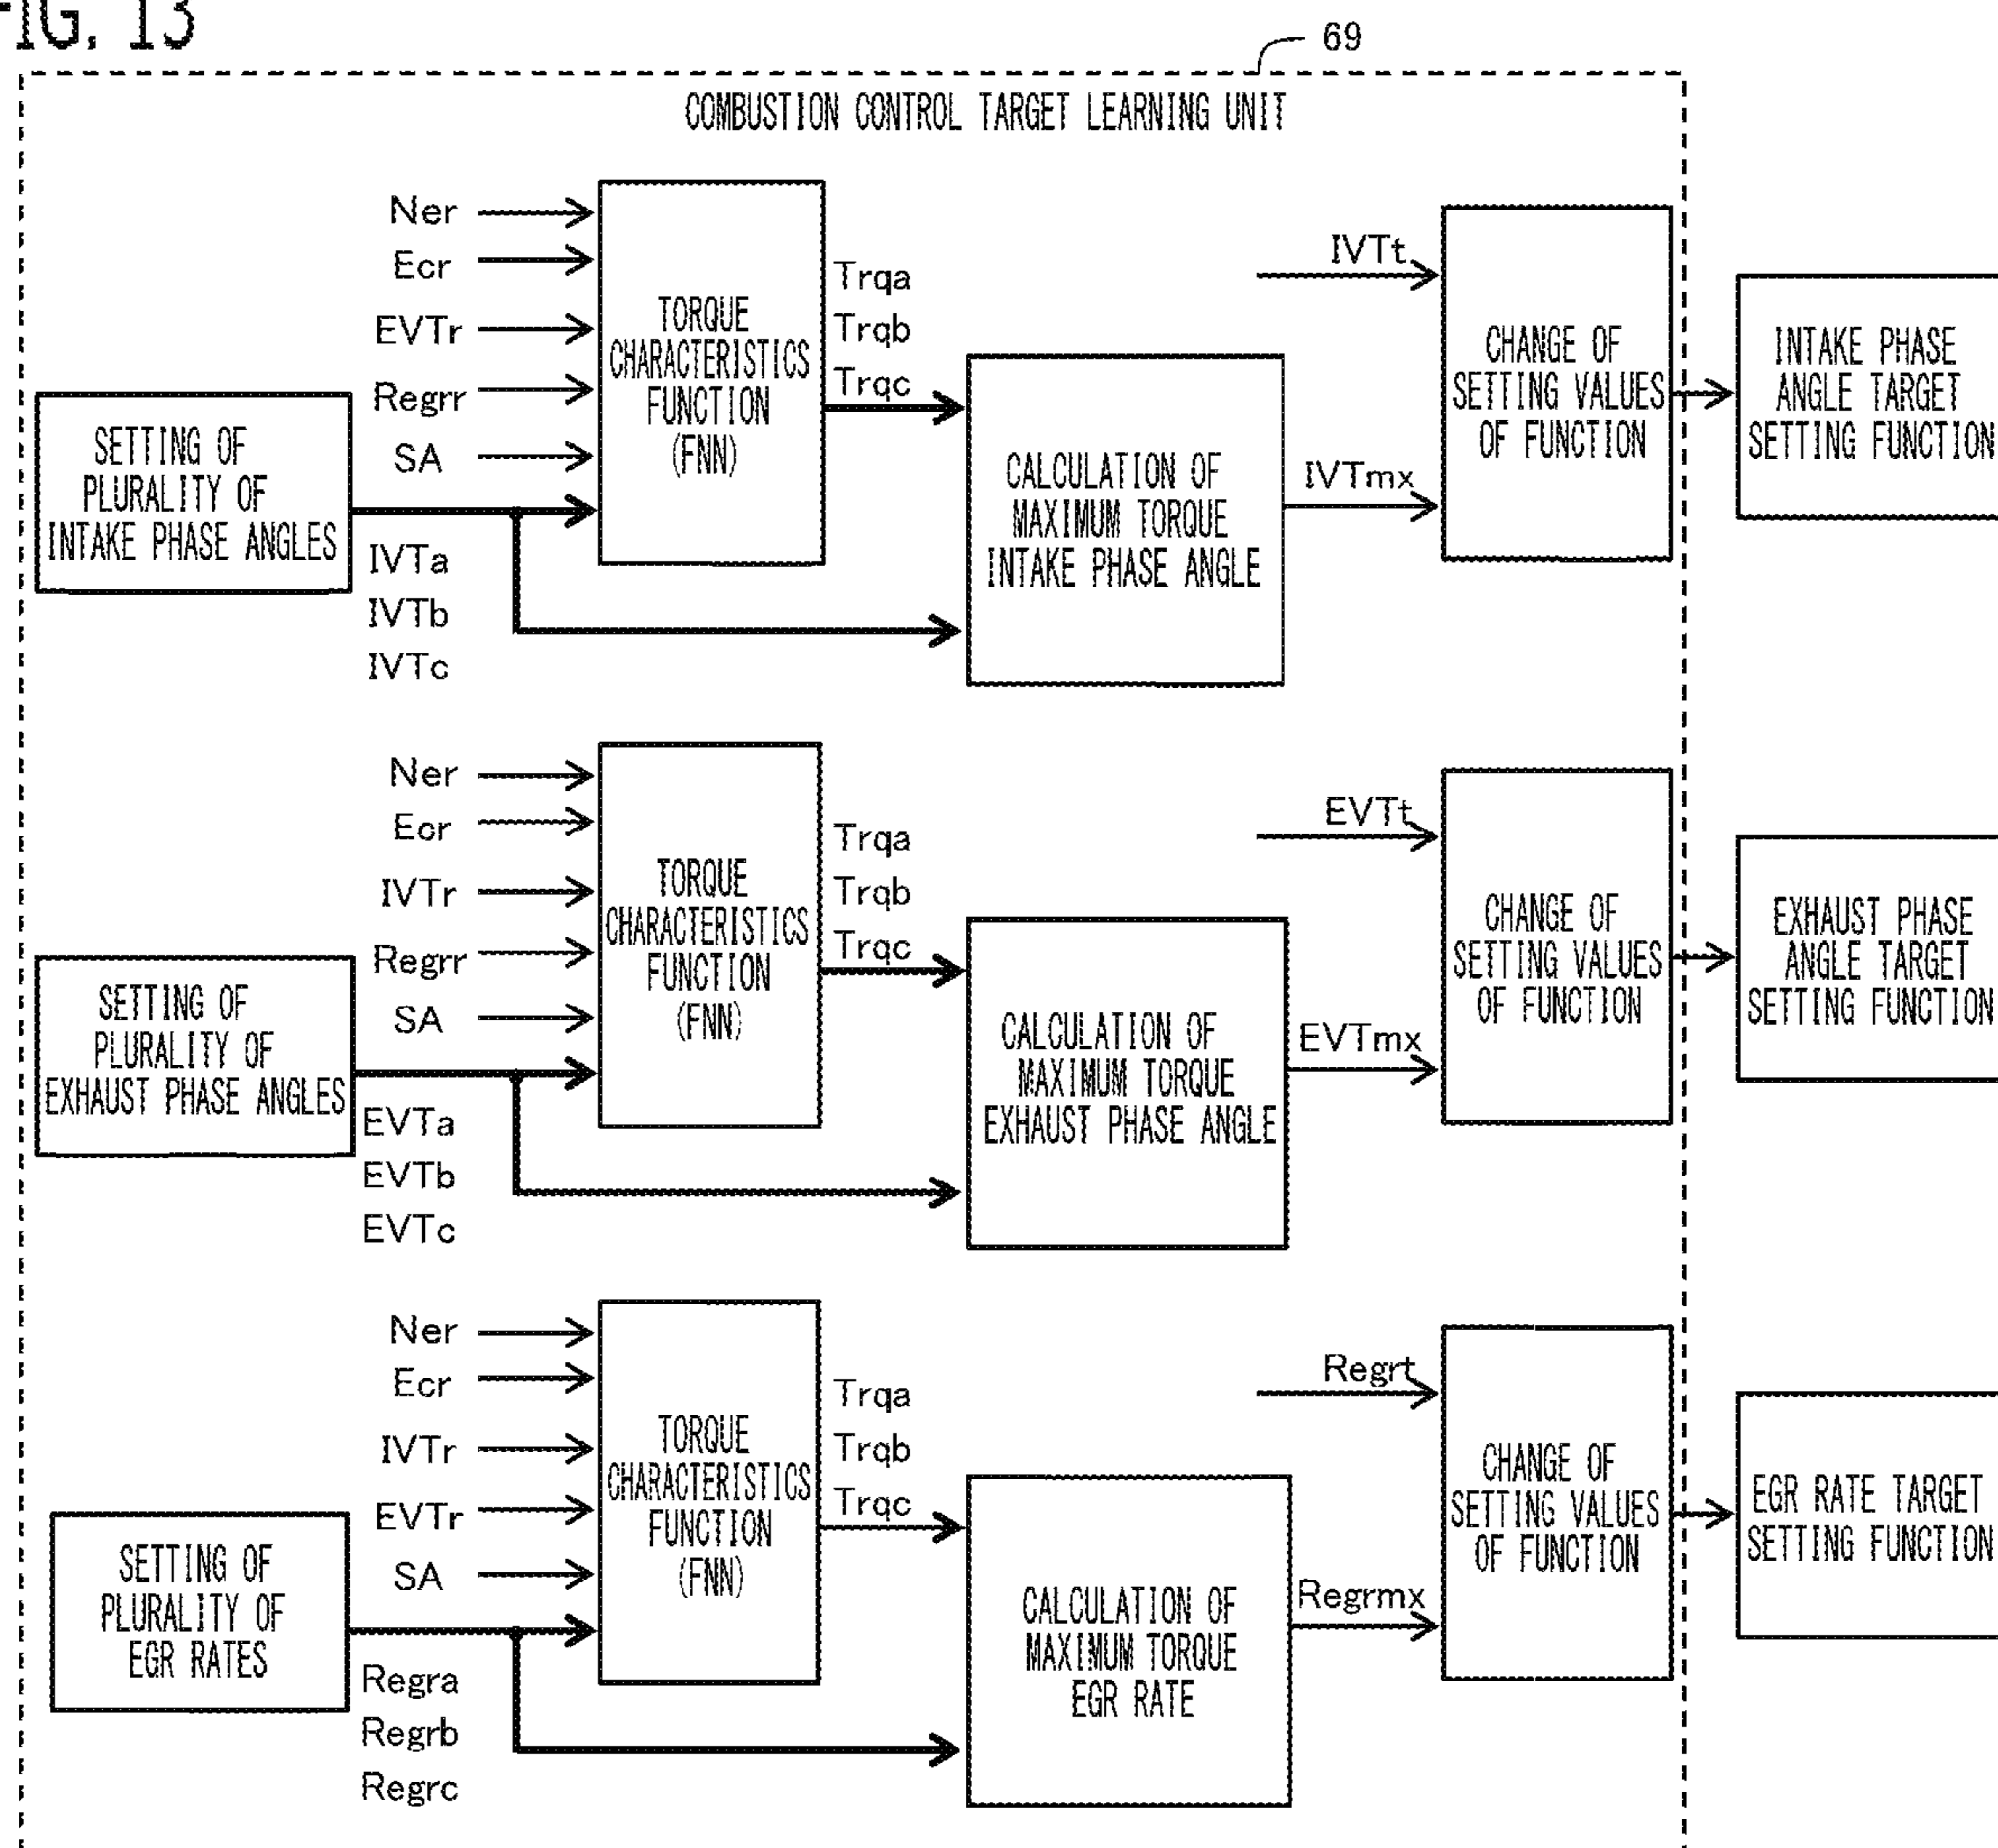 FIG. 13
69
COMBUSTION CONTROL TARGET LEARNING UNIT
SETTING OF
PLURALITY OF
INTAKE PHASE ANGLES
Ner
Ecr
EVTr
Regrr
SA
IVTa
IVTb
IVTc
TORQUE
CHARACTERISTICS
FUNCTION
(FNN)
Trqa
Trqb
Trqc
CALCULATION OF
MAXIMUM TORQUE
INTAKE PHASE ANGLE
IVTt
IVTmx
CHANGE OF
SETTING VALUES
OF FUNCTION
INTAKE PHASE
ANGLE TARGET
SETTING FUNCTION
SETTING OF
PLURALITY OF
EXHAUST PHASE ANGLES
Ner
Ecr
IVTr
Regrr
SA
EVTa
EVTb
EVTc
TORQUE
CHARACTERISTICS
FUNCTION
(FNN)
Trqa
Trqb
Trqc
CALCULATION OF
MAXIMUM TORQUE
EXHAUST PHASE ANGLE
EVTt
EVTmx
CHANGE OF
SETTING VALUES
OF FUNCTION
EXHAUST PHASE
ANGLE TARGET
SETTING FUNCTION
SETTING OF
PLURALITY OF
EGR RATES
Ner
Ecr
IVTr
EVTr
SA
Regra
Regrb
Regrc
TORQUE
CHARACTERISTICS
FUNCTION
(FNN)
Trqa
Trqb
Trqc
CALCULATION OF
MAXIMUM TORQUE
EGR RATE
Regrt
Regrmx
CHANGE OF
SETTING VALUES
OF FUNCTION
EGR RATE TARGET
SETTING FUNCTION